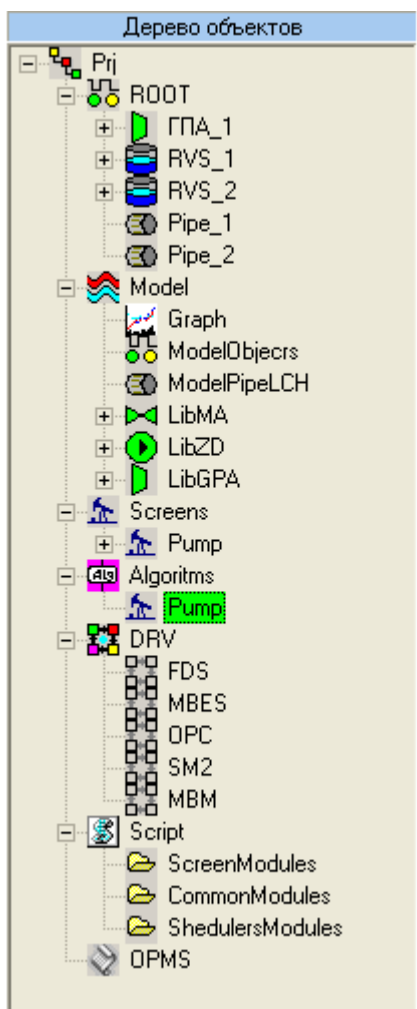 Дерево объектов
Prj
ROOT
ГПА_1
RVS_1
RVS_2
Pipe_1
Pipe_2
Model
Graph
ModelObjecrs
ModelPipeLCH
LibMA
LibZD
LibGPA
Screens
Pump
Alg Algoritms
Pump
DRV
FDS
MBES
OPC
SM2
MBM
Script
ScreenModules
CommonModules
ShedulersModules
OPMS